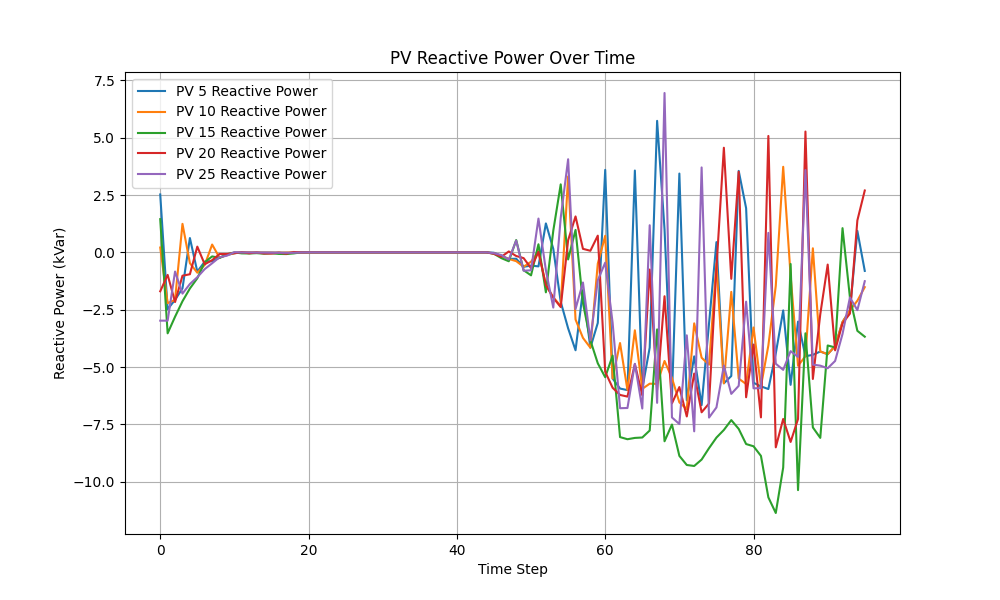 PV Reactive Power Over Time
7.5
5.0
2.5
0.0
−2.5
−5.0
−7.5
−10.0
Reactive Power (kVar)
PV 5 Reactive Power
PV 10 Reactive Power
PV 15 Reactive Power
PV 20 Reactive Power
PV 25 Reactive Power
0
20
40
60
80
Time Step